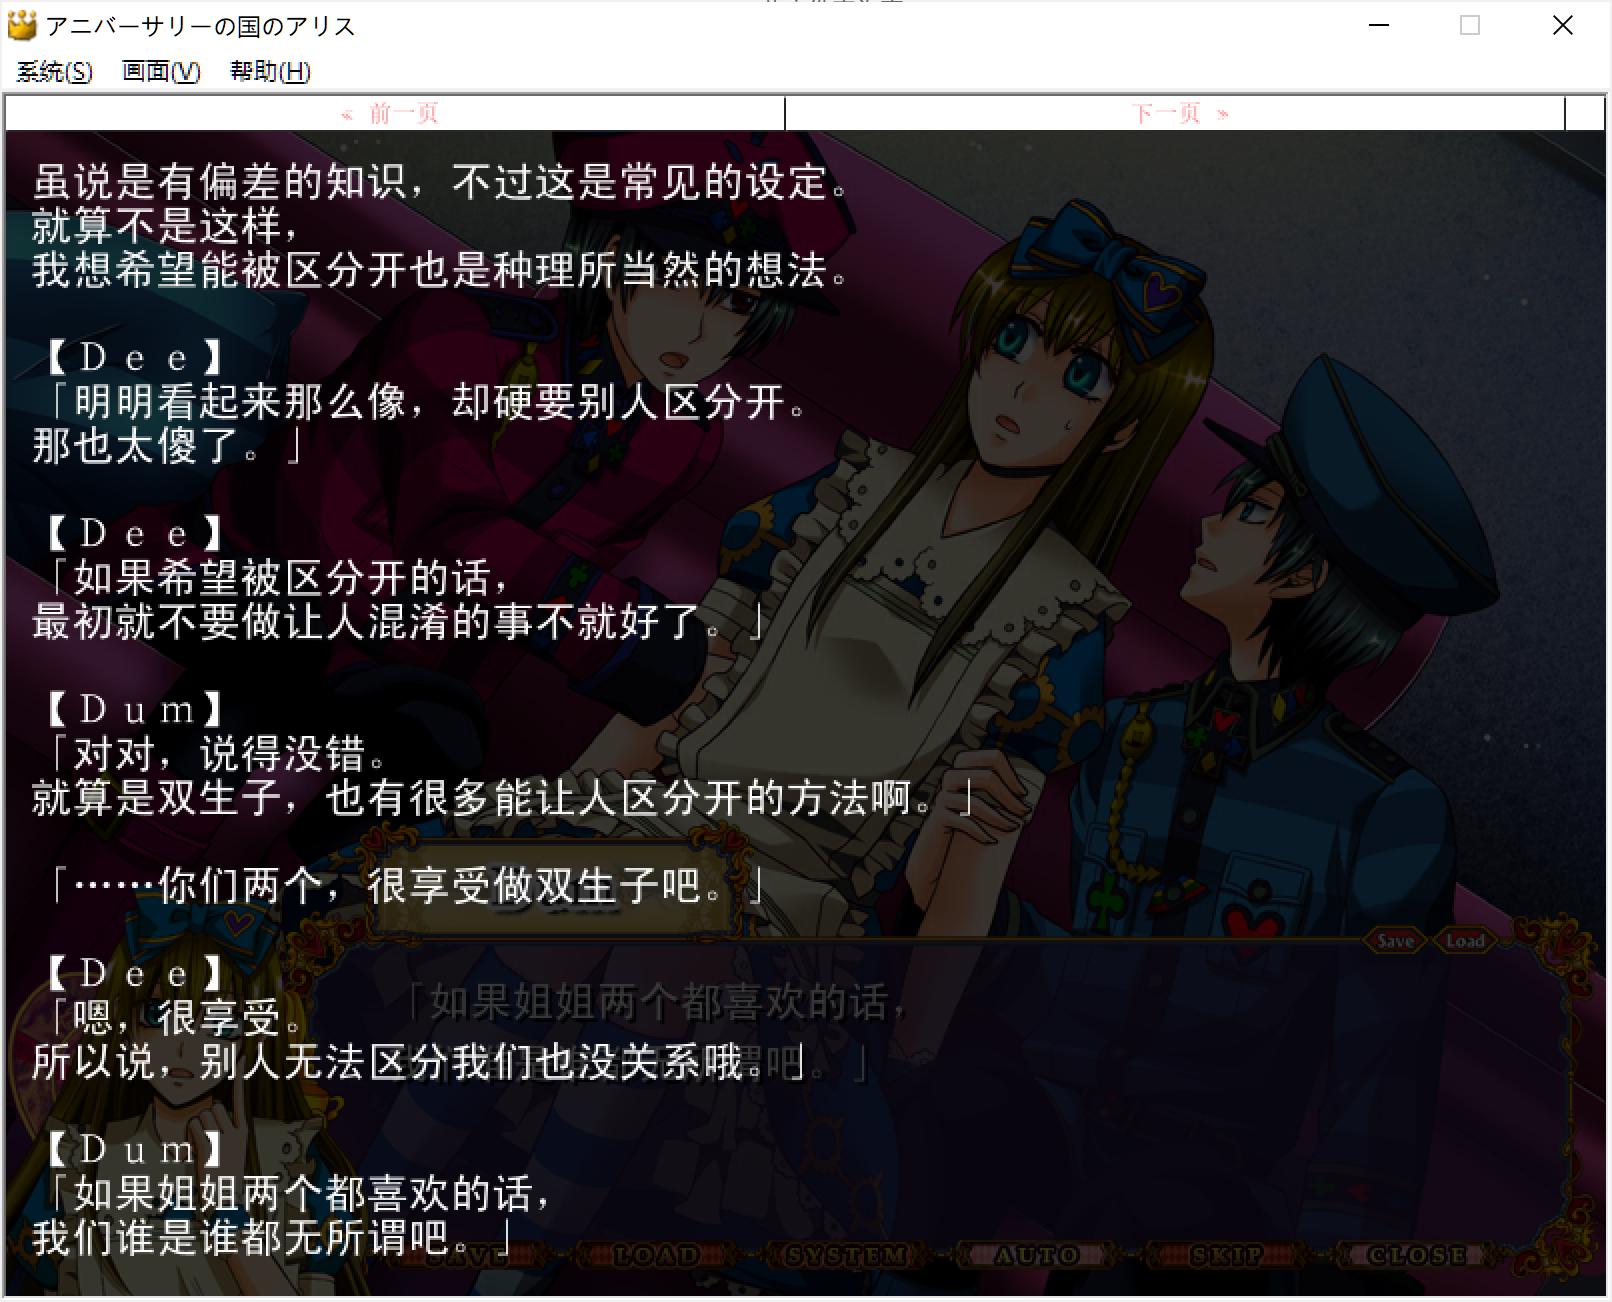 アニバーサリーの国のアリス
系统(S) 画面(V) 帮助(H)
« 前一页 下一页 »
虽说是有偏差的知识，不过这是常见的设定。
就算不是这样，
我想希望能被区分开也是种理所当然的想法。
【Ｄｅｅ】
「明明看起来那么像，却硬要别人区分开。
那也太傻了。」
【Ｄｅｅ】
「如果希望被区分开的话，
最初就不要做让人混淆的事不就好了。」
【Ｄｕｍ】
「对对，说得没错。
就算是双生子，也有很多能让人区分开的方法啊。」
「……你们两个，很享受做双生子吧。」
Save Load
【Ｄｅｅ】
「嗯，很享受。
所以说，别人无法区分我们也没关系哦。」
「如果姐姐两个都喜欢的话，
【Ｄｕｍ】
「如果姐姐两个都喜欢的话，
我们谁是谁都无所谓吧。」
SAVE LOAD SYSTEM AUTO SKIP CLOSE